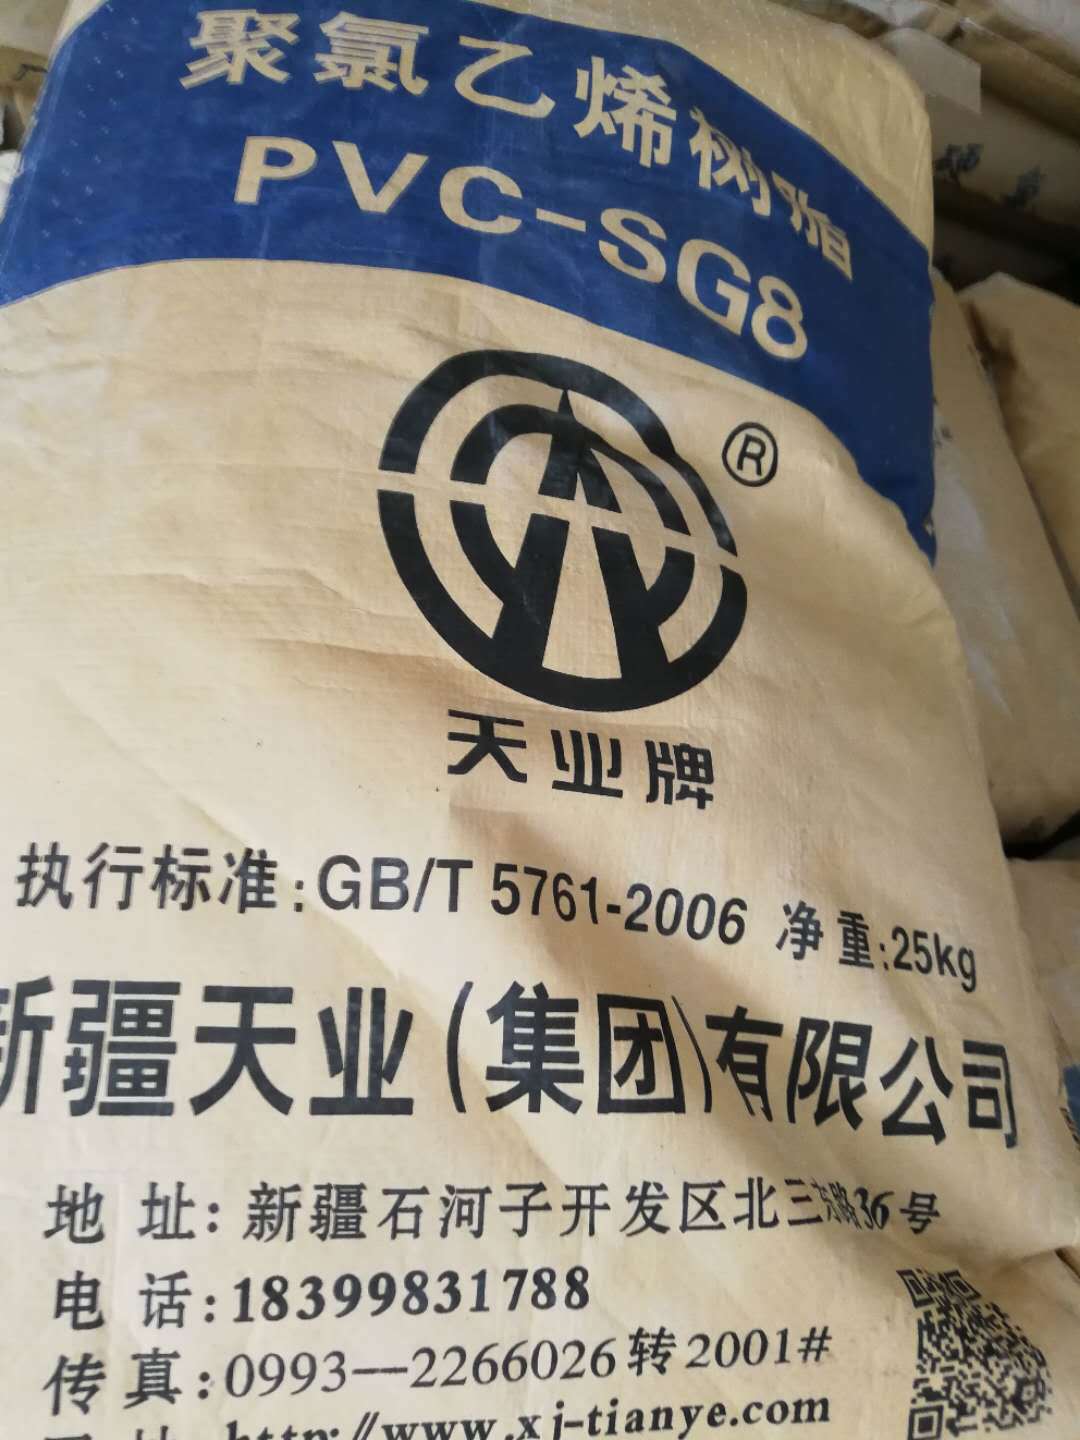 聚氯乙烯树脂
PVC-SG8
®
天业牌
执行标准:GB/T 5761-2006 净重:25kg
新疆天业(集团)有限公司
地 址:新疆石河子开发区北三东路36号
电 话:18399831788
传 真:0993—2266026转2001#
http://www.xj-tianye.com